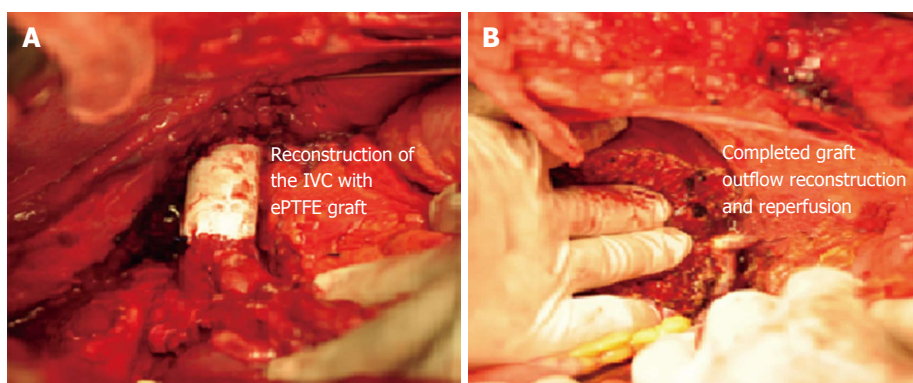 A
Reconstruction of
the IVC with
ePTFE graft
B
Completed graft
outflow reconstruction
and reperfusion